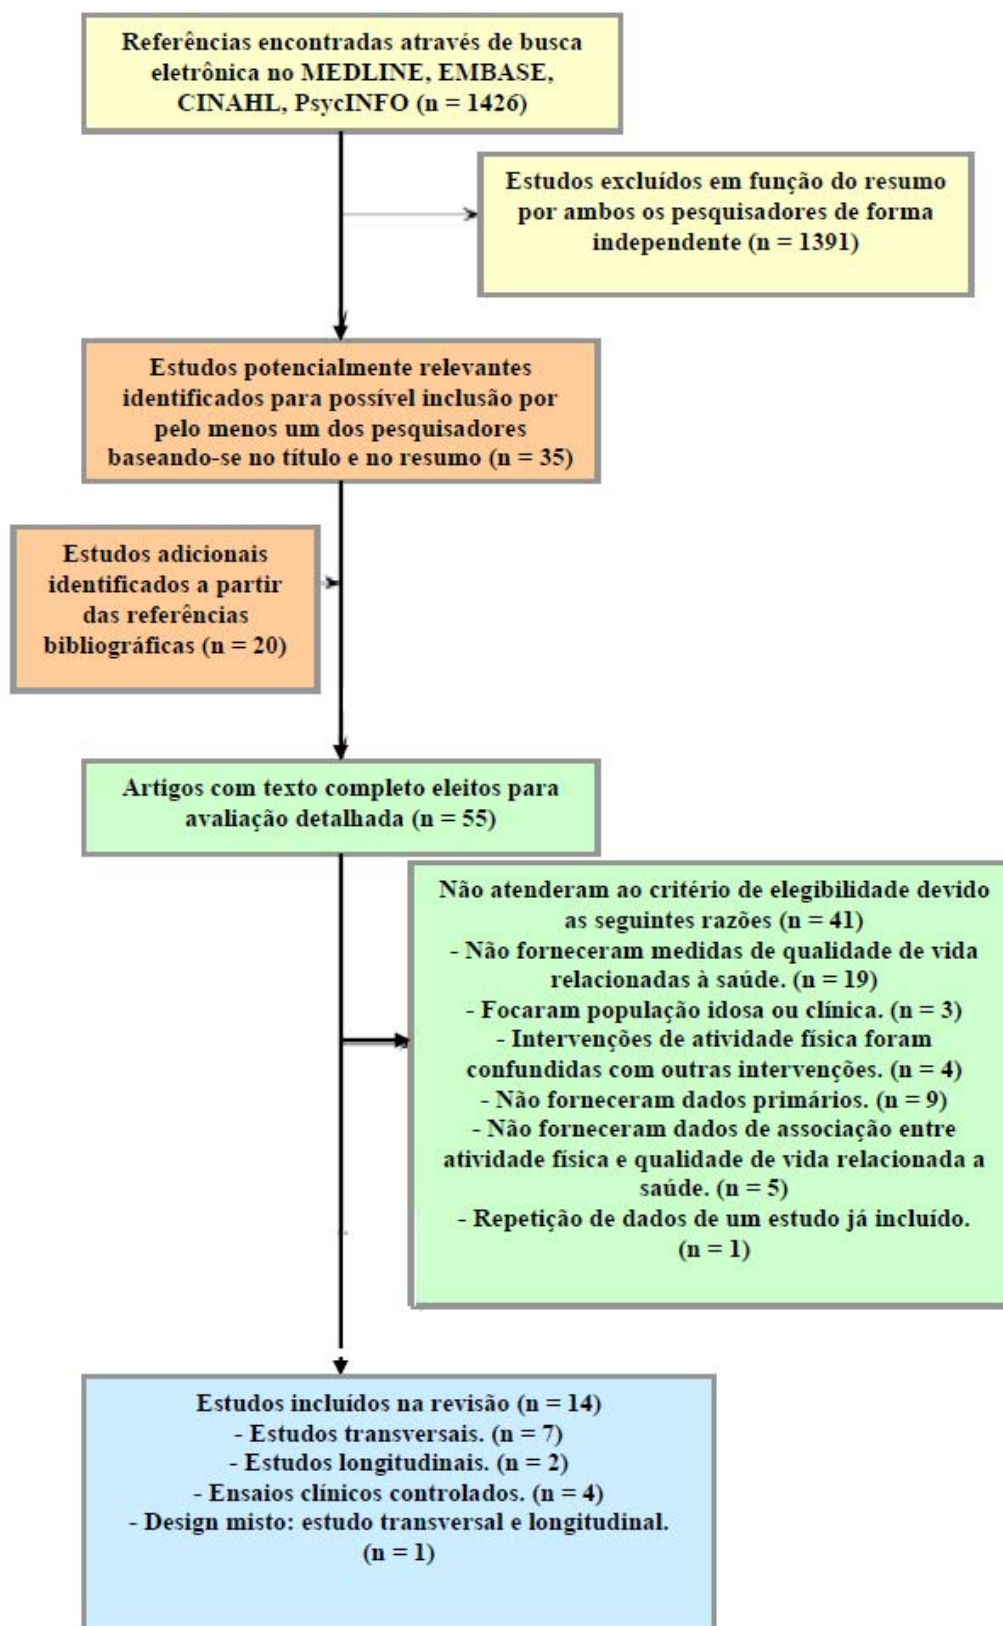 Referências encontradas através de busca
eletrônica no MEDLINE, EMBASE,
CINAHL, PsycINFO (n = 1426)
Estudos excluídos em função do resumo
por ambos os pesquisadores de forma
independente (n = 1391)
Estudos potencialmente relevantes
identificados para possível inclusão por
pelo menos um dos pesquisadores
baseando-se no título e no resumo (n = 35)
Estudos adicionais
identificados a partir
das referências
bibliográficas (n = 20)
Artigos com texto completo eleitos para
avaliação detalhada (n = 55)
Não atenderam ao critério de elegibilidade devido
as seguintes razões (n = 41)
- Não forneceram medidas de qualidade de vida
relacionadas à saúde. (n = 19)
- Focaram população idosa ou clínica. (n = 3)
- Intervenções de atividade física foram
confundidas com outras intervenções. (n = 4)
- Não forneceram dados primários. (n = 9)
- Não forneceram dados de associação entre
atividade física e qualidade de vida relacionada a
saúde. (n = 5)
- Repetição de dados de um estudo já incluído.
(n = 1)
Estudos incluídos na revisão (n = 14)
- Estudos transversais. (n = 7)
- Estudos longitudinais. (n = 2)
- Ensaios clínicos controlados. (n = 4)
- Design misto: estudo transversal e longitudinal.
(n = 1)